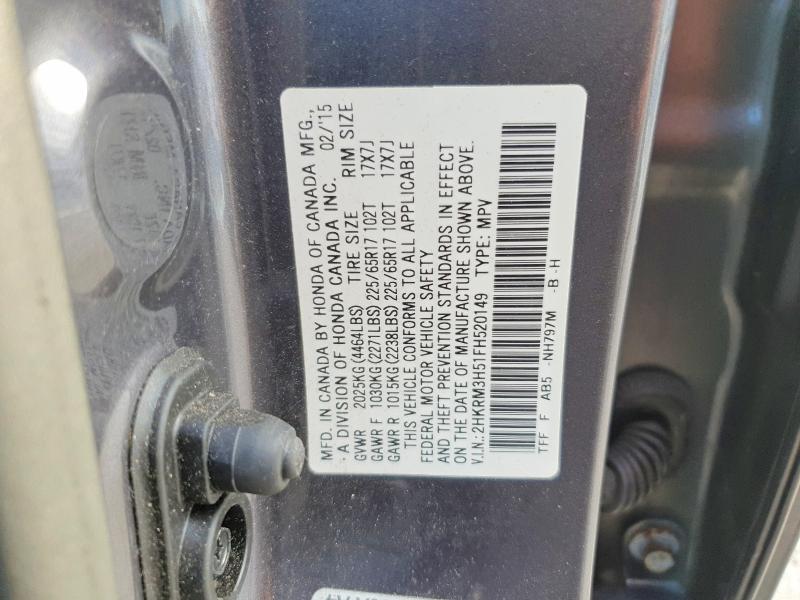 MFD. IN CANADA BY HONDA OF CANADA MFG.,
A DIVISION OF HONDA CANADA INC. 02/'15
GVWR 2025KG(4464LBS) TIRE SIZE RIM SIZE
GAWR F 1030KG(2271LBS) 225/65R17 102T 17X7J
GAWR R 1015KG(2238LBS) 225/65R17 102T 17X7J
THIS VEHICLE CONFORMS TO ALL APPLICABLE
FEDERAL MOTOR VEHICLE SAFETY
AND THEFT PREVENTION STANDARDS IN EFFECT
ON THE DATE OF MANUFACTURE SHOWN ABOVE.
V.I.N.:2HKRM3H51FH520149 TYPE: MPV
TFF F AB5 -NH797M -B -H